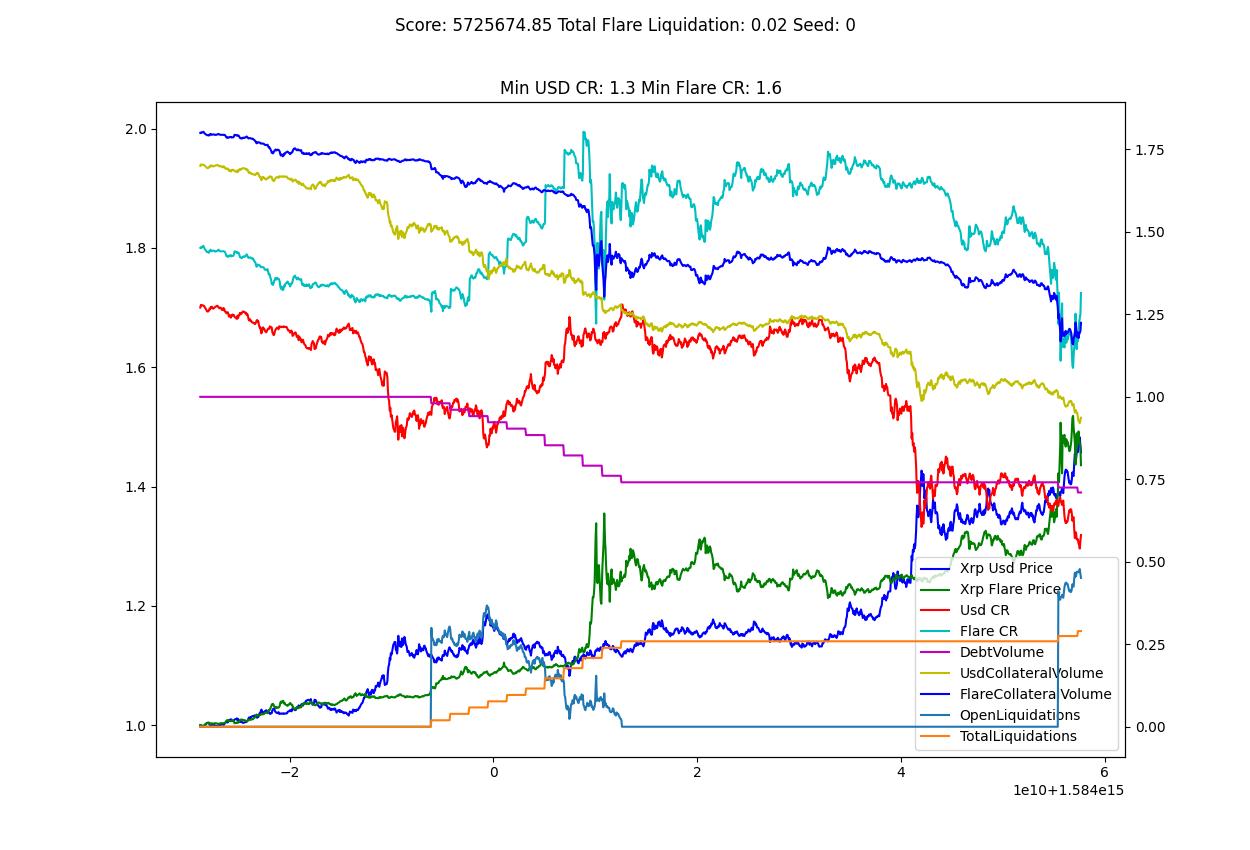 Score: 5725674.85 Total Flare Liquidation: 0.02 Seed: 0
Min USD CR: 1.3 Min Flare CR: 1.6
2.0
1.8
1.6
1.4
1.2
1.0
1.75
1.50
1.25
1.00
0.75
0.50
0.25
0.00
Xrp Usd Price
Xrp Flare Price
Usd CR
Flare CR
DebtVolume
UsdCollateralVolume
FlareCollateralVolume
OpenLiquidations
TotalLiquidations
−2
0
2
4
6
1e10+1.584e15